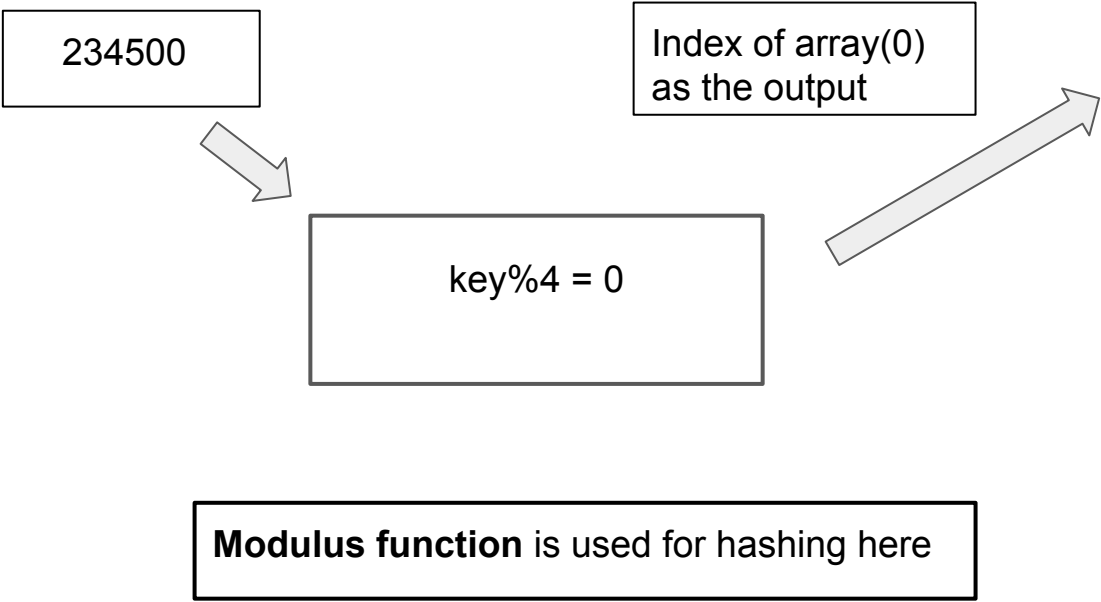 234500
Index of array(0)
as the output
key%4 = 0
Modulus function is used for hashing here